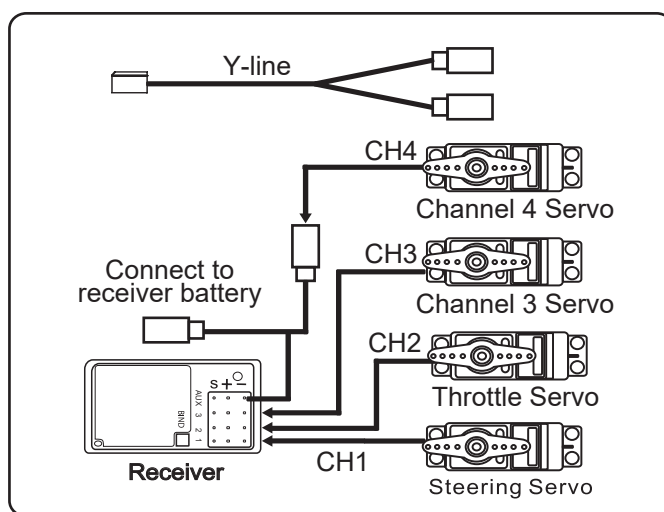 Y-line
CH4
Channel 4 Servo
CH3
Channel 3 Servo
Connect to
receiver battery
CH2
Throttle Servo
S + −
AUX 3 2 1
BIND
Receiver
CH1
Steering Servo